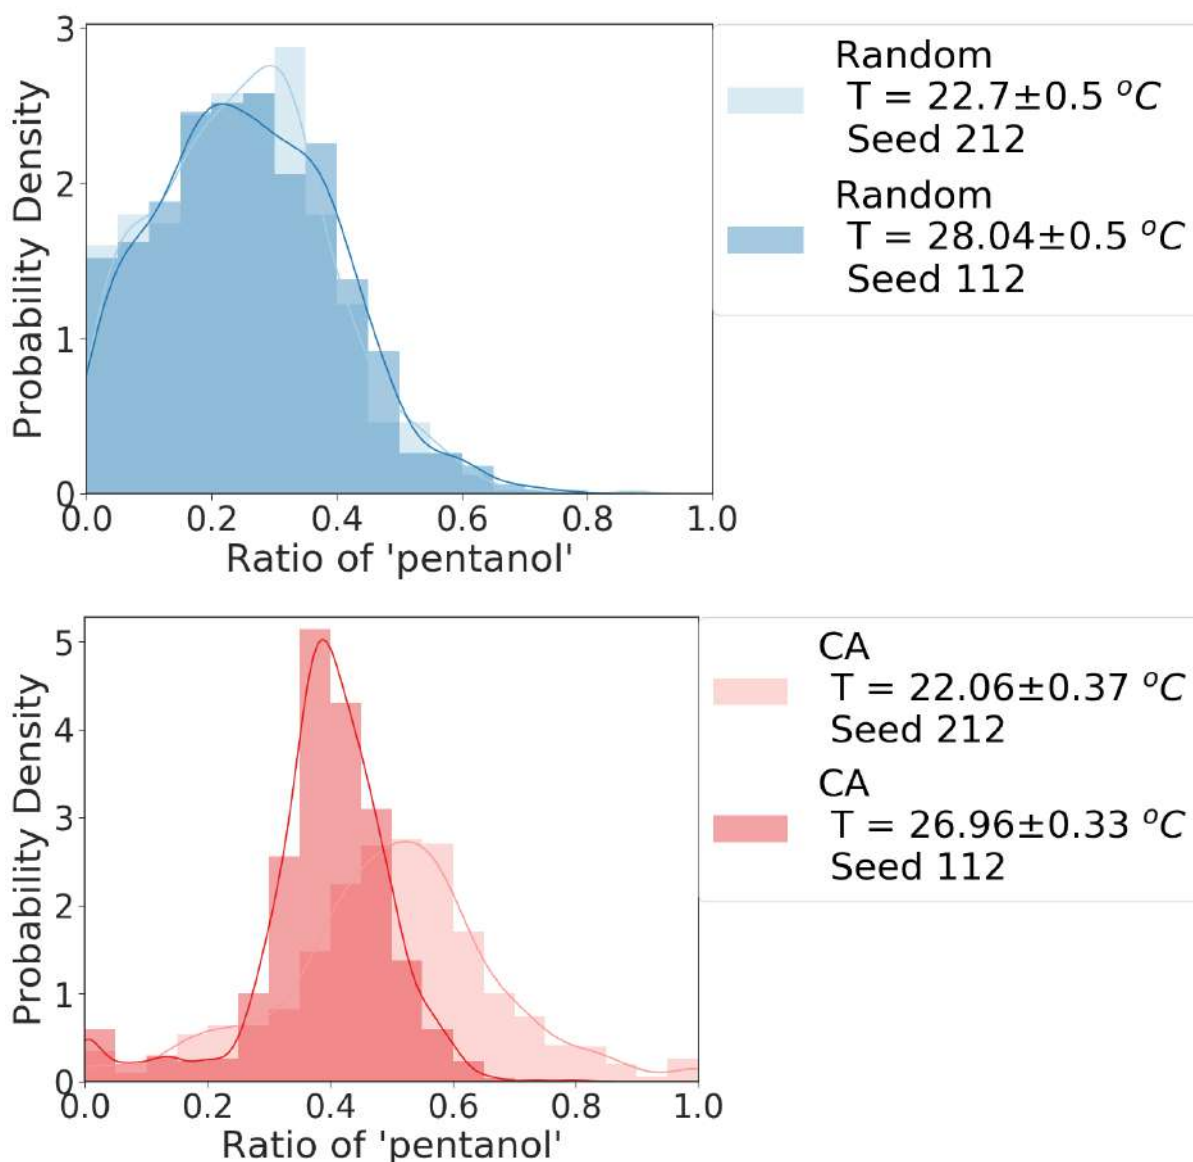 3
2
1
0
Probability Density
0.0 0.2 0.4 0.6 0.8 1.0
Ratio of 'pentanol'
Random
T = 22.7±0.5 °C
Seed 212
Random
T = 28.04±0.5 °C
Seed 112
5
4
3
2
1
0
Probability Density
0.0 0.2 0.4 0.6 0.8 1.0
Ratio of 'pentanol'
CA
T = 22.06±0.37 °C
Seed 212
CA
T = 26.96±0.33 °C
Seed 112